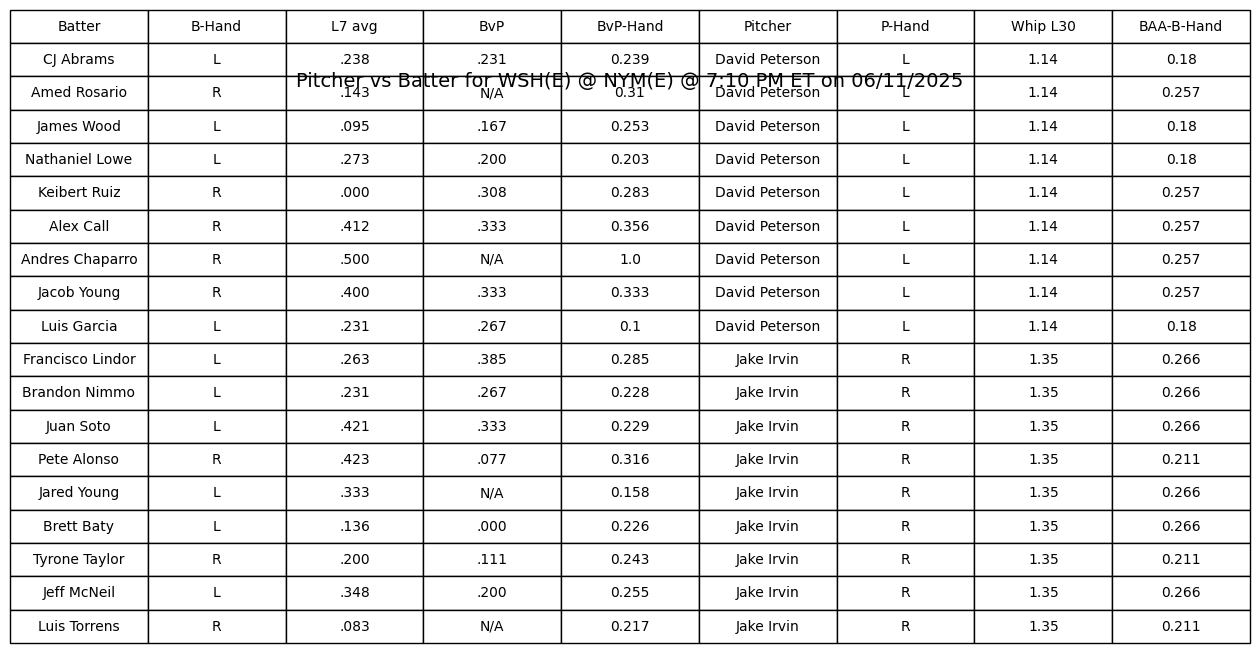 Batter B-Hand L7 avg BvP BvP-Hand Pitcher P-Hand Whip L30 BAA-B-Hand
CJ Abrams L .238 .231 0.239 David Peterson L 1.14 0.18
Pitcher vs Batter for WSH(E) @ NYM(E) @ 7:10 PM ET on 06/11/2025
Amed Rosario R .143 N/A 0.31 David Peterson L 1.14 0.257
James Wood L .095 .167 0.253 David Peterson L 1.14 0.18
Nathaniel Lowe L .273 .200 0.203 David Peterson L 1.14 0.18
Keibert Ruiz R .000 .308 0.283 David Peterson L 1.14 0.257
Alex Call R .412 .333 0.356 David Peterson L 1.14 0.257
Andres Chaparro R .500 N/A 1.0 David Peterson L 1.14 0.257
Jacob Young R .400 .333 0.333 David Peterson L 1.14 0.257
Luis Garcia L .231 .267 0.1 David Peterson L 1.14 0.18
Francisco Lindor L .263 .385 0.285 Jake Irvin R 1.35 0.266
Brandon Nimmo L .231 .267 0.228 Jake Irvin R 1.35 0.266
Juan Soto L .421 .333 0.229 Jake Irvin R 1.35 0.266
Pete Alonso R .423 .077 0.316 Jake Irvin R 1.35 0.211
Jared Young L .333 N/A 0.158 Jake Irvin R 1.35 0.266
Brett Baty L .136 .000 0.226 Jake Irvin R 1.35 0.266
Tyrone Taylor R .200 .111 0.243 Jake Irvin R 1.35 0.211
Jeff McNeil L .348 .200 0.255 Jake Irvin R 1.35 0.266
Luis Torrens R .083 N/A 0.217 Jake Irvin R 1.35 0.211